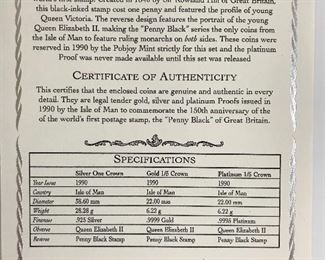 world's first stamp. Created in 1840 by Sir Rowland Hill of Great Britain,
this black-inked stamp cost one penny and featured the profile of young
Queen Victoria. The reverse design features the portrait of the young
Queen Elizabeth II, making the "Penny Black" series the only coins from
the Isle of Man to feature ruling monarchs on both sides. These coins were
reserved in 1990 by the Pobjoy Mint strictly for this set and the platinum
Proof was never made available until this set was released
CERTIFICATE OF AUTHENTICITY
This certifies that the enclosed coins are genuine and authentic in every
detail. They are legal tender gold, silver and platinum Proofs issued in
1990 by the Isle of Man to commemorate the 150th anniversary of the
of the world's first postage stamp, the "Penny Black" of Great Britain.
SPECIFICATIONS
Silver One Crown Gold 1/5 Crown Platinum 1/5 Crown
Year Issued 1990 1990 1990
Country Isle of Man Isle of Man Isle of Man
Diameter 38.60 mm 22.00 mm 22.00 mm
Weight 28.28 g 6.22 g 6.22 g
Fineness .925 Silver .9999 Gold .9995 Platinum
Obverse Queen Elizabeth II Queen Elizabeth II Queen Elizabeth II
Reverse Penny Black Stamp Penny Black Stamp Penny Black Stamp